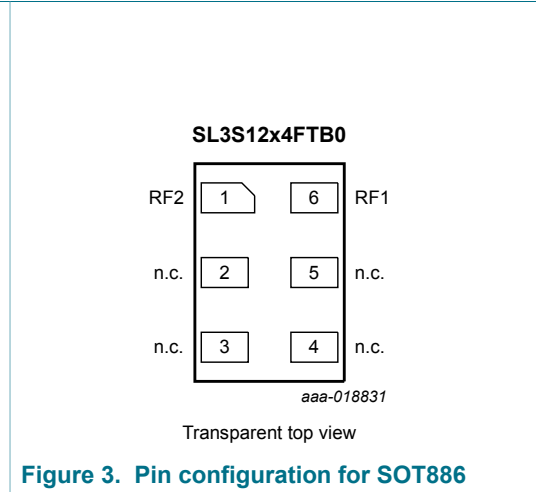 SL3S12x4FTB0
RF2 1 6 RF1
n.c. 2 5 n.c.
n.c. 3 4 n.c.
aaa-018831
Transparent top view
Figure 3. Pin configuration for SOT886